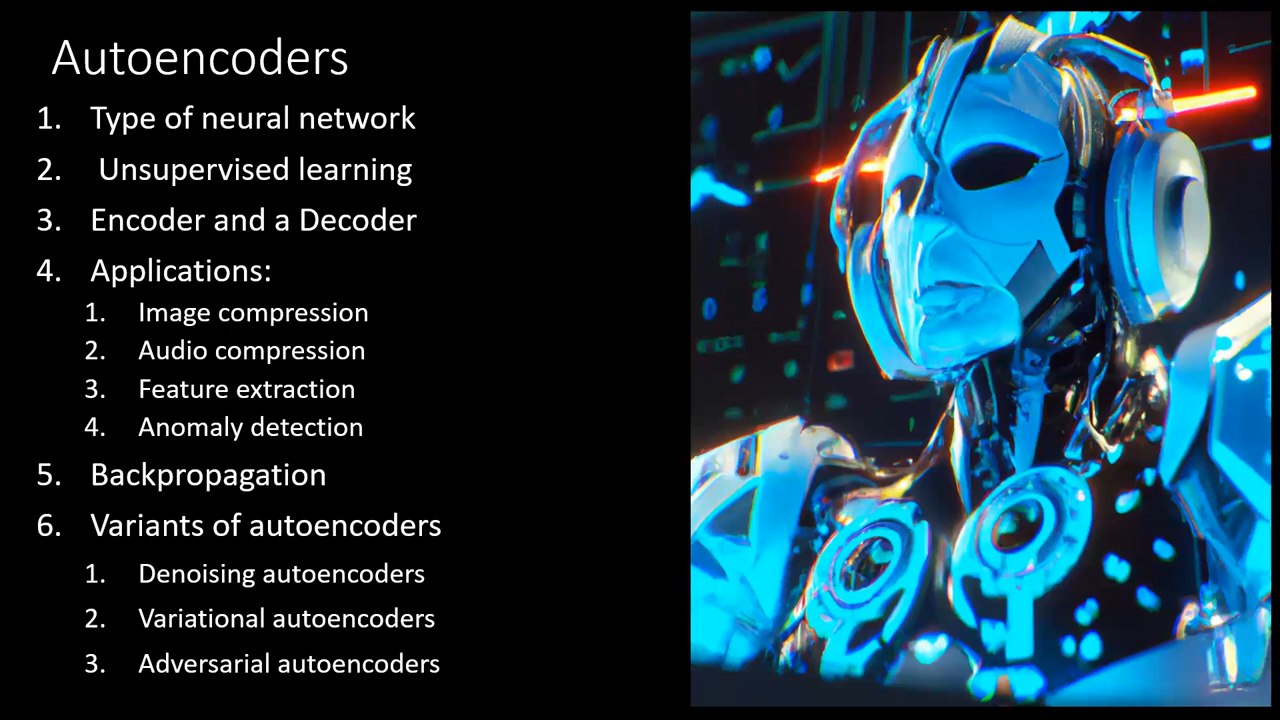 Autoencoders
1. Type of neural network
2. Unsupervised learning
3. Encoder and a Decoder
4. Applications:
1. Image compression
2. Audio compression
3. Feature extraction
4. Anomaly detection
5. Backpropagation
6. Variants of autoencoders
1. Denoising autoencoders
2. Variational autoencoders
3. Adversarial autoencoders